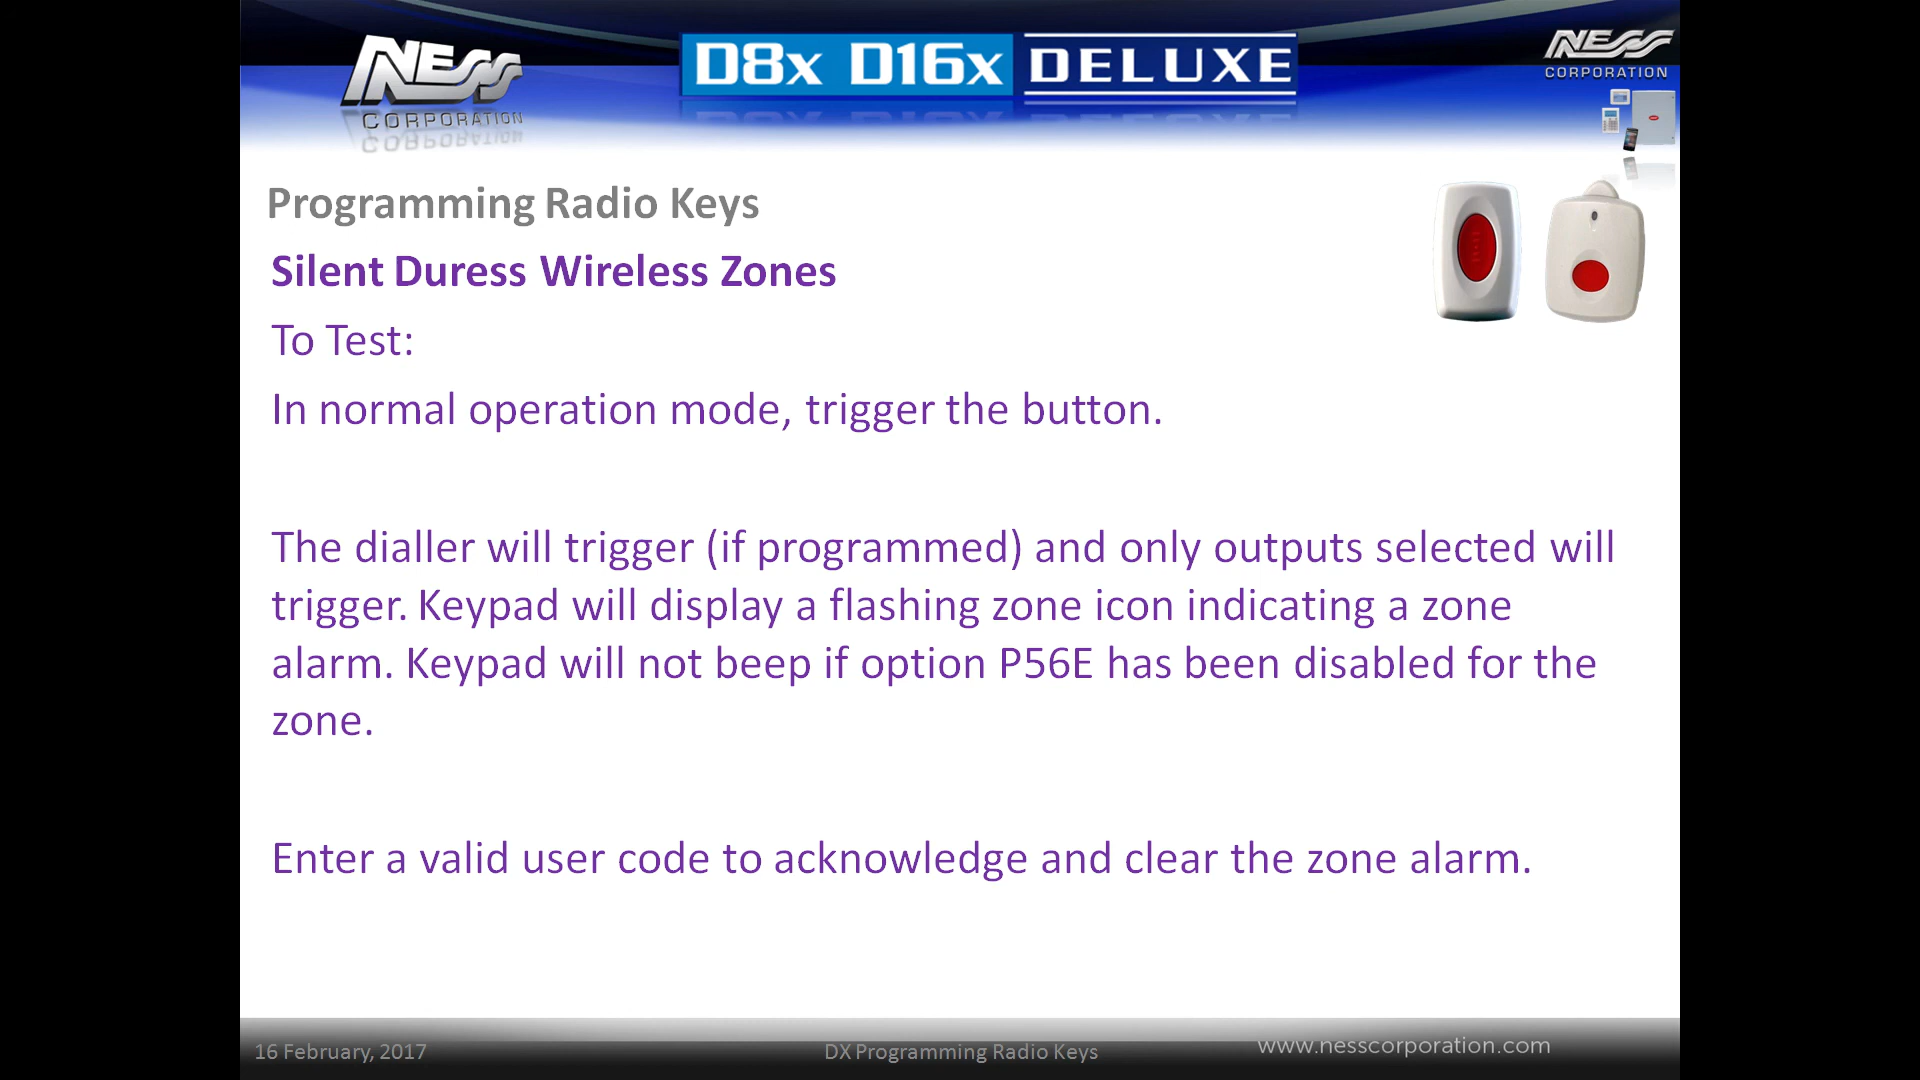 NESS
CORPORATION
D8x D16x DELUXE
NESS
CORPORATION
Programming Radio Keys
Silent Duress Wireless Zones
To Test:
In normal operation mode, trigger the button.
The dialler will trigger (if programmed) and only outputs selected will
trigger. Keypad will display a flashing zone icon indicating a zone
alarm. Keypad will not beep if option P56E has been disabled for the
zone.
Enter a valid user code to acknowledge and clear the zone alarm.
16 February, 2017
DX Programming Radio Keys
www.nesscorporation.com